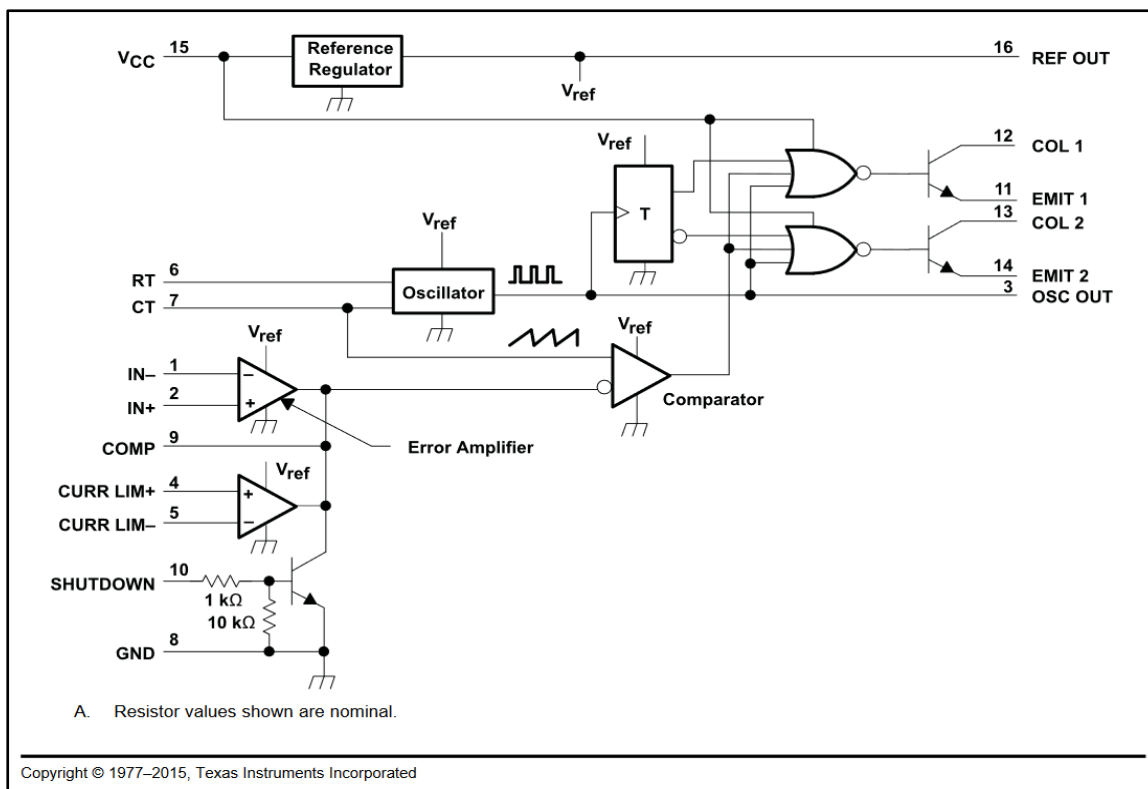 VCC 15
Reference
Regulator
16 REF OUT
Vref
Vref
12 COL 1
11 EMIT 1
13 COL 2
T
14 EMIT 2
3 OSC OUT
Vref
RT 6
CT 7
Oscillator
Vref
Vref
IN– 1
–
IN+ 2
+
Comparator
COMP 9
Error Amplifier
Vref
CURR LIM+ 4
+
CURR LIM– 5
–
SHUTDOWN 10
1 kΩ
10 kΩ
GND 8
A. Resistor values shown are nominal.
Copyright © 1977–2015, Texas Instruments Incorporated